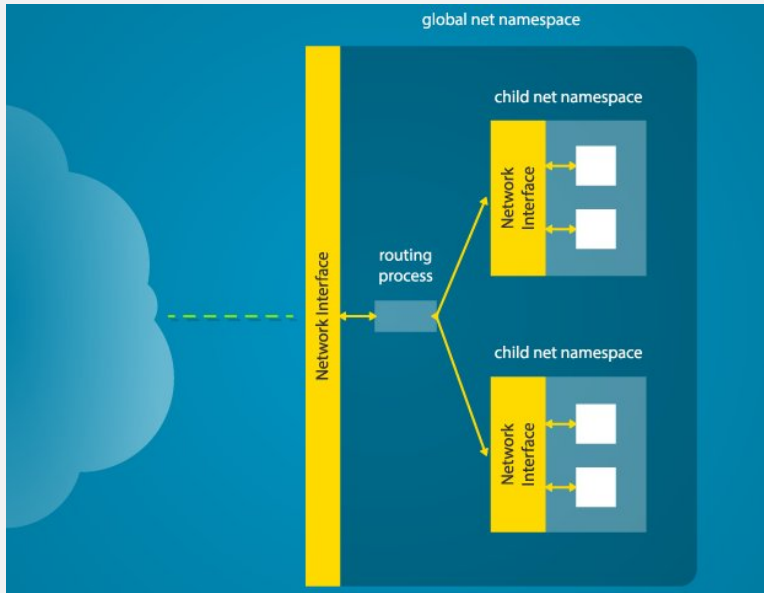 global net namespace
child net namespace
Network
Interface
routing
process
Network Interface
child net namespace
Network
Interface